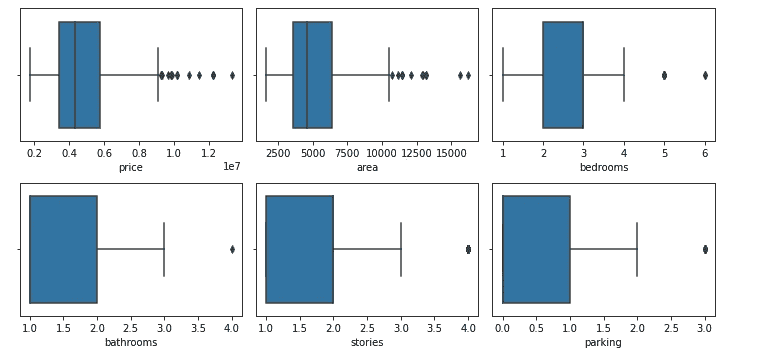 0.2 0.4 0.6 0.8 1.0 1.2
price
1e7
2500 5000 7500 10000 12500 15000
area
1 2 3 4 5 6
bedrooms
1.0 1.5 2.0 2.5 3.0 3.5 4.0
bathrooms
1.0 1.5 2.0 2.5 3.0 3.5 4.0
stories
0.0 0.5 1.0 1.5 2.0 2.5 3.0
parking